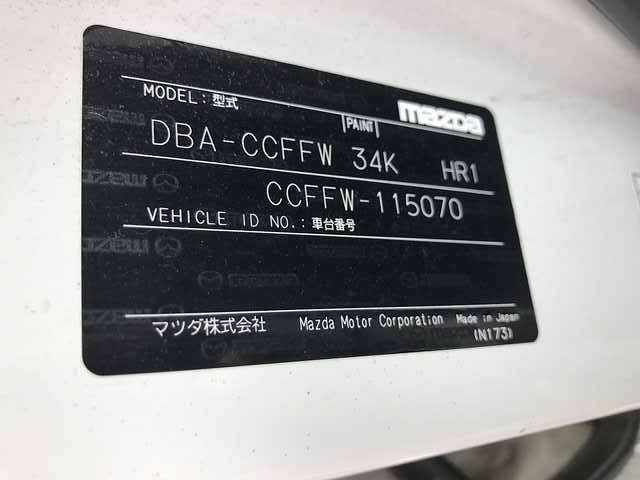 MODEL:型式
PAINT
mazda
DBA-CCFFW 34K HR1
CCFFW-115070
VEHICLE ID NO.:車台番号
マツダ株式会社 Mazda Motor Corporation Made in Japan
(N173)